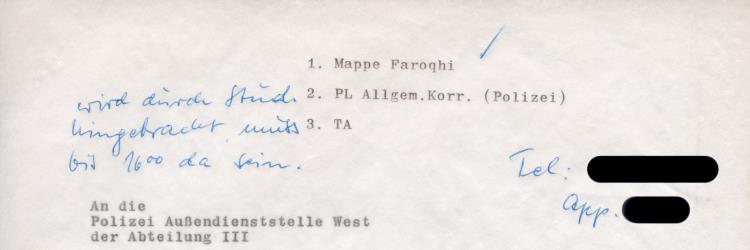 1. Mappe Faroqhi
wird durch Stud.
2. PL Allgem.Korr. (Polizei)
hingebracht, muss
3. TA
bis 16⁰⁰ da sein.
Tel:
App.
An die
Polizei Außendienststelle West
der Abteilung III